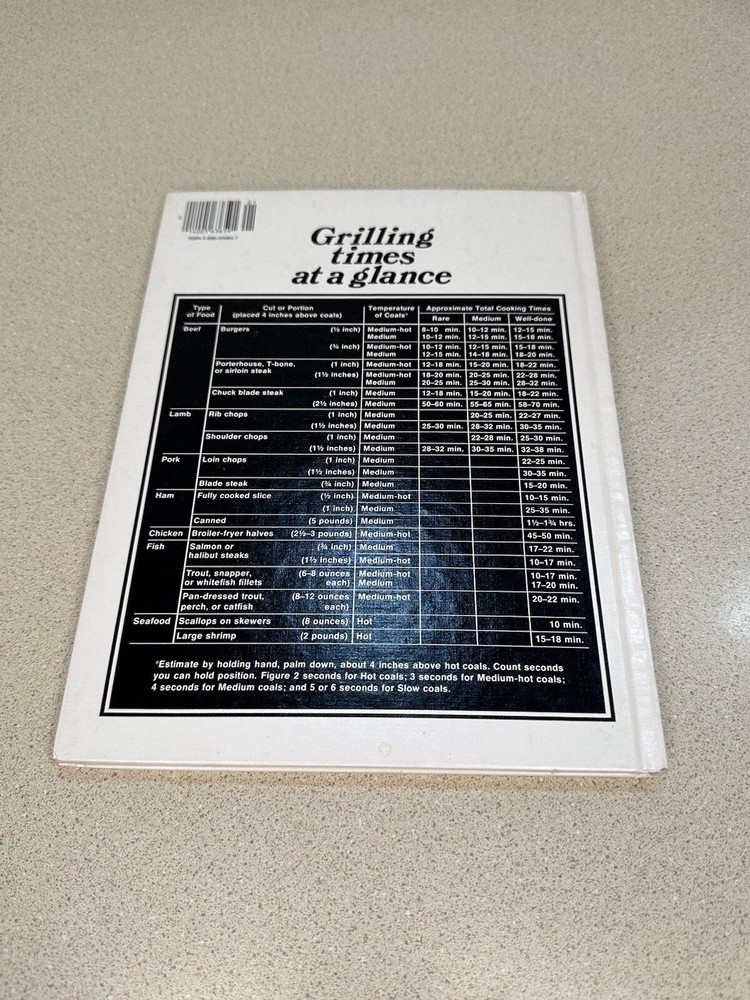 Grilling
times
at a glance
Type of Food Cut or Portion (placed 4 inches above coals) Temperature of Coals* Approximate Total Cooking Times
Rare Medium Well-done
Beef Burgers (½ inch) Medium-hot 8–10 min. 10–12 min. 12–15 min.
Medium 10–12 min. 12–15 min. 15–18 min.
(¾ inch) Medium-hot 10–12 min. 12–15 min. 15–18 min.
Medium 12–15 min. 14–18 min. 18–20 min.
Porterhouse, T-bone, (1 inch) Medium-hot 12–18 min. 15–20 min. 18–22 min.
or sirloin steak (1½ inches) Medium-hot 18–20 min. 20–25 min. 22–28 min.
Medium 20–25 min. 25–30 min. 28–32 min.
Chuck blade steak (1 inch) Medium 12–18 min. 15–20 min. 18–22 min.
(2½ inches) Medium 50–60 min. 55–65 min. 58–70 min.
Lamb Rib chops (1 inch) Medium 20–25 min. 22–27 min.
(1½ inches) Medium 25–30 min. 28–32 min. 30–35 min.
Shoulder chops (1 inch) Medium 22–28 min. 25–30 min.
(1½ inches) Medium 28–32 min. 30–35 min. 32–38 min.
Pork Loin chops (1 inch) Medium 22–25 min.
(1½ inches) Medium 30–35 min.
Blade steak (¾ inch) Medium 15–20 min.
Ham Fully cooked slice (½ inch) Medium-hot 10–15 min.
(1 inch) Medium 25–35 min.
Canned (5 pounds) Medium 1½–1¾ hrs.
Chicken Broiler-fryer halves (2½–3 pounds) Medium-hot 45–50 min.
Fish Salmon or (¾ inch) Medium 17–22 min.
halibut steaks (1½ inches) Medium-hot 10–17 min.
Trout, snapper, (6–8 ounces Medium-hot 10–17 min.
or whitefish fillets each) Medium 17–20 min.
Pan-dressed trout, (8–12 ounces Medium-hot 20–22 min.
perch, or catfish each)
Seafood Scallops on skewers (8 ounces) Hot 10 min.
Large shrimp (2 pounds) Hot 15–18 min.
*Estimate by holding hand, palm down, about 4 inches above hot coals. Count seconds
you can hold position. Figure 2 seconds for Hot coals; 3 seconds for Medium-hot coals;
4 seconds for Medium coals; and 5 or 6 seconds for Slow coals.